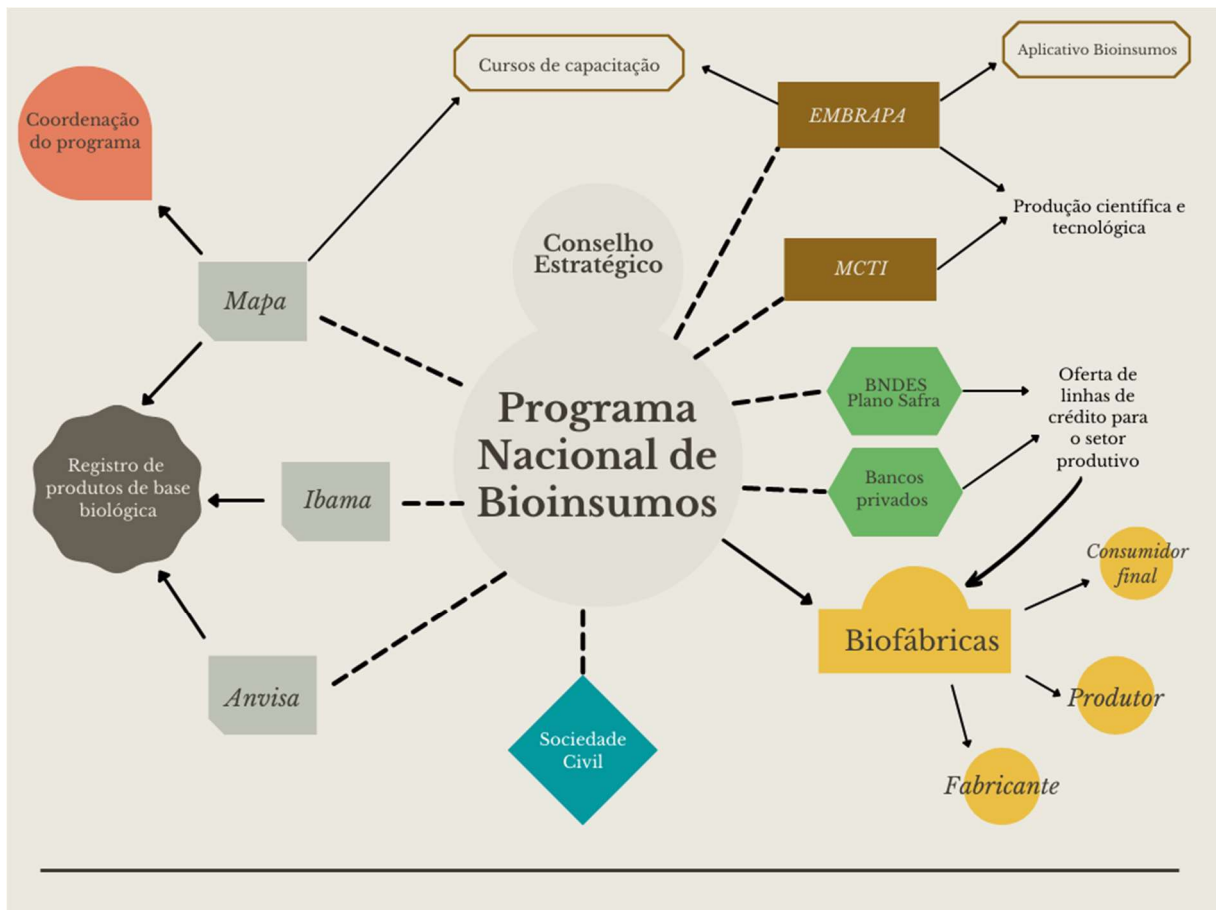 Cursos de capacitação
Aplicativo Bioinsumos
Coordenação
do programa
EMBRAPA
Produção científica e
tecnológica
Conselho
Estratégico
MCTI
Mapa
BNDES
Plano Safra
Oferta de
linhas de
crédito para
o setor
produtivo
Programa
Nacional de
Bioinsumos
Registro de
produtos de base
biológica
Ibama
Bancos
privados
Consumidor
final
Biofábricas
Anvisa
Produtor
Sociedade
Civil
Fabricante